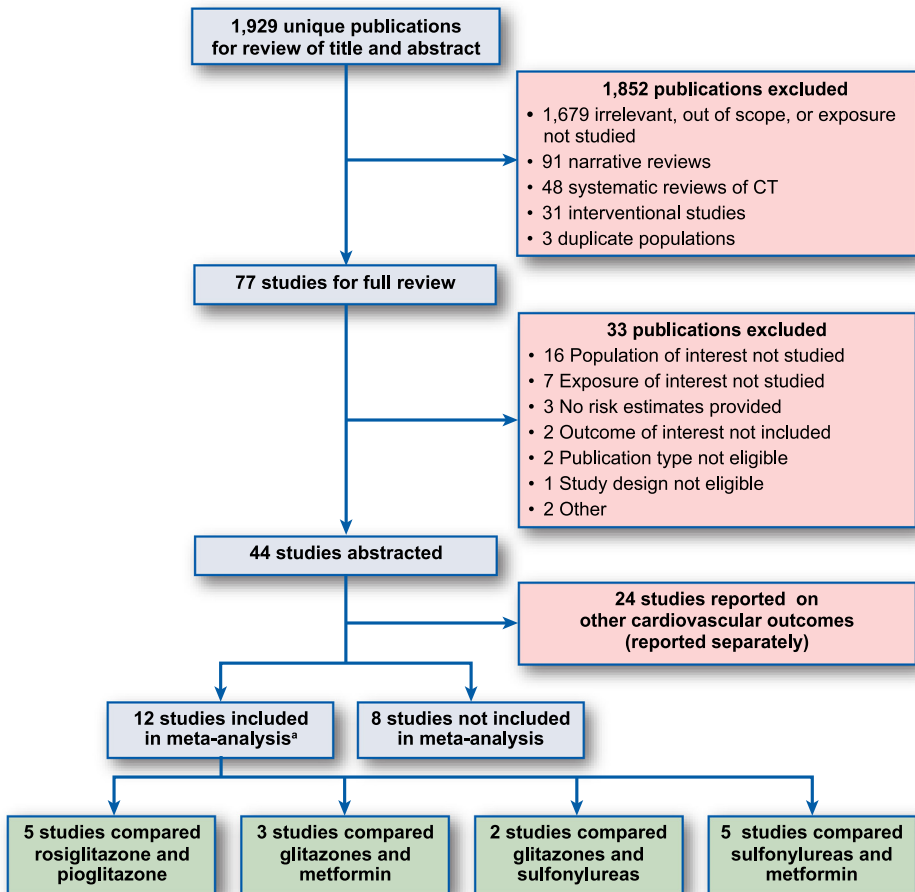 1,929 unique publications
for review of title and abstract
1,852 publications excluded
• 1,679 irrelevant, out of scope, or exposure
not studied
• 91 narrative reviews
• 48 systematic reviews of CT
• 31 interventional studies
• 3 duplicate populations
77 studies for full review
33 publications excluded
• 16 Population of interest not studied
• 7 Exposure of interest not studied
• 3 No risk estimates provided
• 2 Outcome of interest not included
• 2 Publication type not eligible
• 1 Study design not eligible
• 2 Other
44 studies abstracted
24 studies reported on
other cardiovascular outcomes
(reported separately)
12 studies included
in meta-analysisᵃ
8 studies not included
in meta-analysis
5 studies compared
rosiglitazone and
pioglitazone
3 studies compared
glitazones and
metformin
2 studies compared
glitazones and
sulfonylureas
5 studies compared
sulfonylureas and
metformin